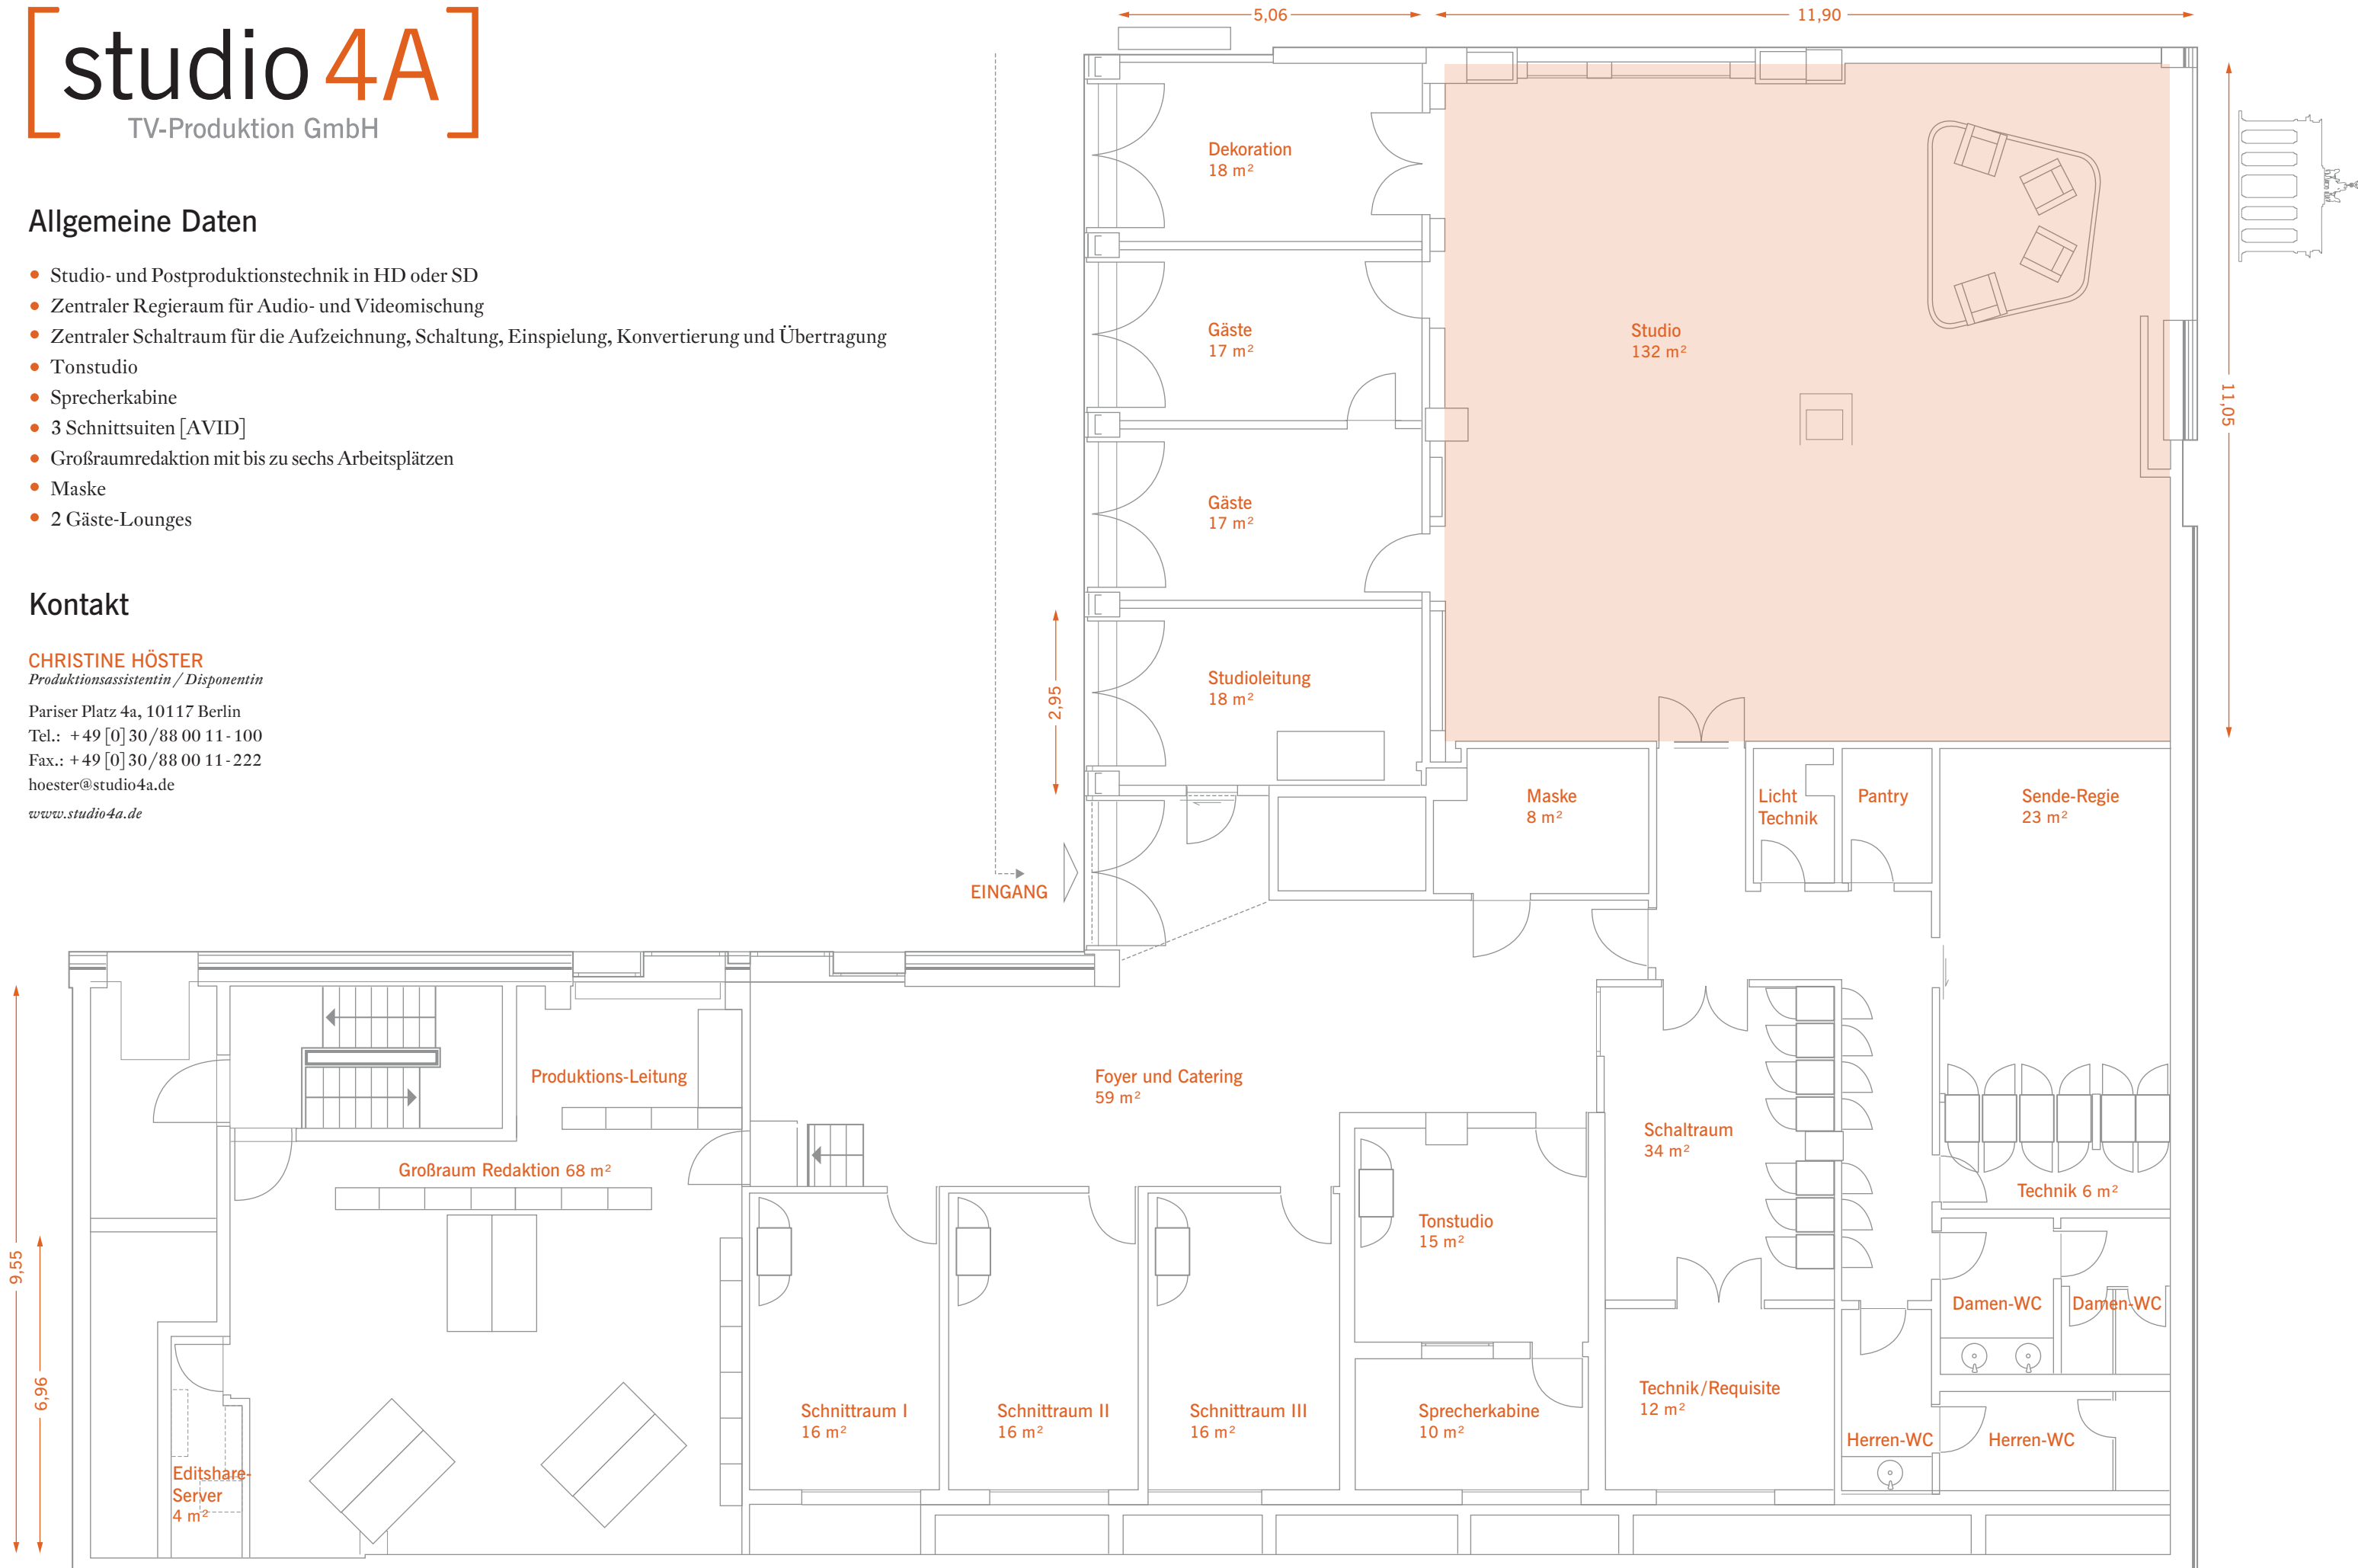 [studio 4A]
TV-Produktion GmbH
Allgemeine Daten
• Studio- und Postproduktionstechnik in HD oder SD
• Zentraler Regieraum für Audio- und Videomischung
• Zentraler Schaltraum für die Aufzeichnung, Schaltung, Einspielung, Konvertierung und Übertragung
• Tonstudio
• Sprecherkabine
• 3 Schnittsuiten [AVID]
• Großraumredaktion mit bis zu sechs Arbeitsplätzen
• Maske
• 2 Gäste-Lounges
Kontakt
CHRISTINE HÖSTER
Produktionsassistentin / Disponentin
Pariser Platz 4a, 10117 Berlin
Tel.: +49 [0] 30/88 00 11-100
Fax.: +49 [0] 30/88 00 11-222
hoester@studio4a.de
www.studio4a.de
5,06
11,90
Dekoration
18 m²
Gäste
17 m²
Studio
132 m²
11,05
Gäste
17 m²
Studioleitung
18 m²
2,95
EINGANG
Maske
8 m²
Licht
Technik
Pantry
Sende-Regie
23 m²
Produktions-Leitung
Foyer und Catering
59 m²
Schaltraum
34 m²
Großraum Redaktion 68 m²
Technik 6 m²
Tonstudio
15 m²
9,55
6,96
Damen-WC
Damen-WC
Schnittraum I
16 m²
Schnittraum II
16 m²
Schnittraum III
16 m²
Sprecherkabine
10 m²
Technik/Requisite
12 m²
Herren-WC
Herren-WC
Editshare-
Server
4 m²